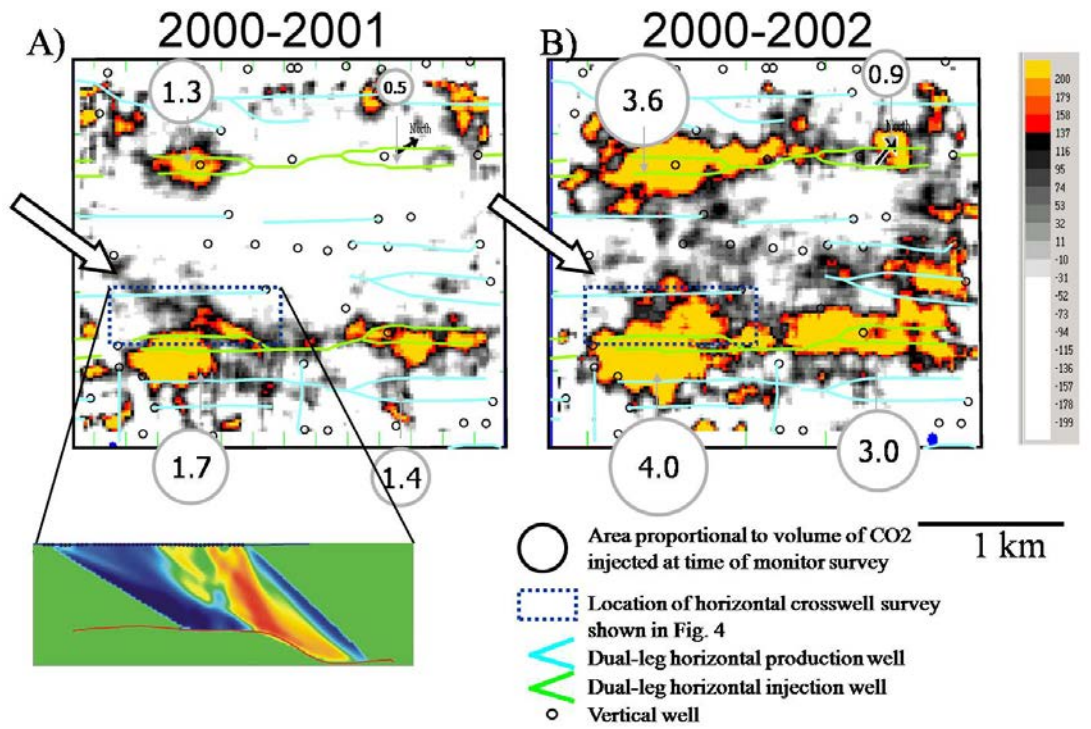 A)
2000-2001
B)
2000-2002
1.3
0.5
North
3.6
0.9
North
200
179
158
137
116
95
74
53
32
11
-10
-31
-52
-73
-94
-115
-136
-157
-178
-199
1.7
1.4
4.0
3.0
Area proportional to volume of CO2
injected at time of monitor survey
1 km
Location of horizontal crosswell survey
shown in Fig. 4
Dual-leg horizontal production well
Dual-leg horizontal injection well
Vertical well